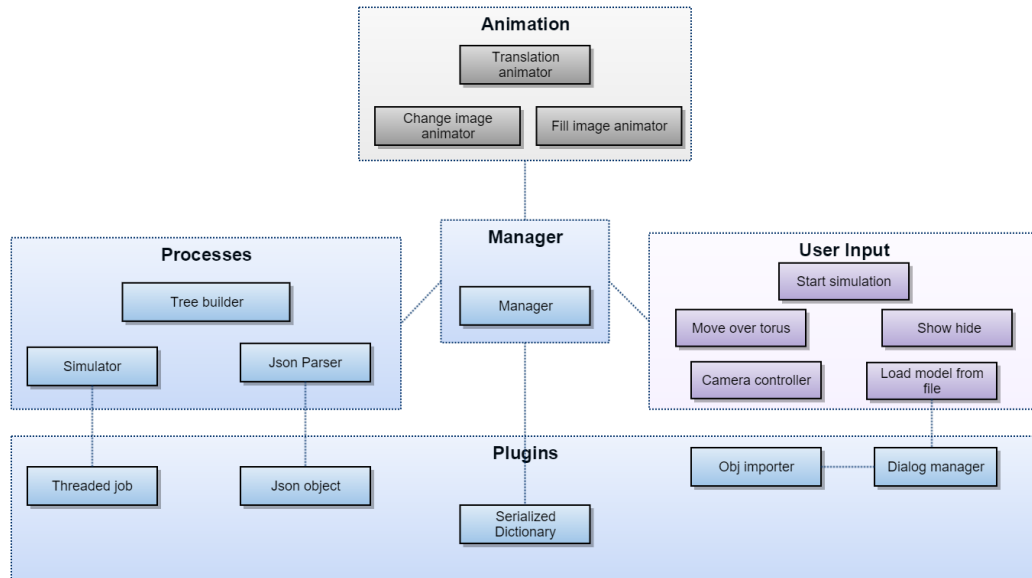 Animation
Translation
animator
Change image
animator
Fill image animator
Manager
Manager
Processes
Tree builder
Simulator
Json Parser
User Input
Start simulation
Move over torus
Show hide
Camera controller
Load model from
file
Plugins
Threaded job
Json object
Serialized
Dictionary
Obj importer
Dialog manager